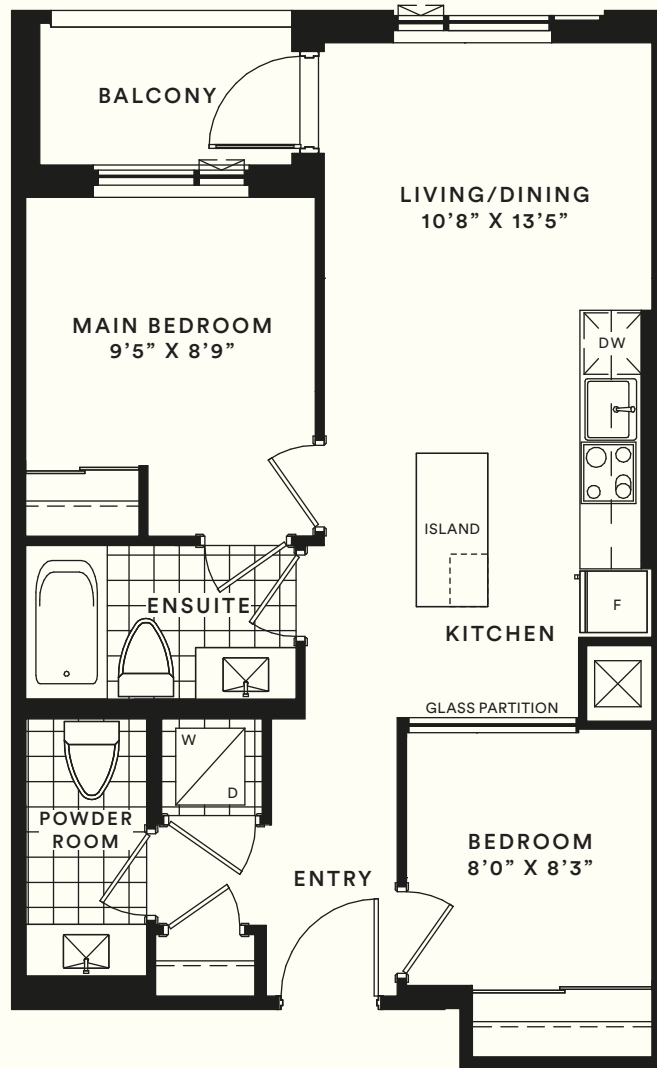 BALCONY
LIVING/DINING
10’8” X 13’5”
MAIN BEDROOM
9’5” X 8’9”
DW
ISLAND
ENSUITE
F
KITCHEN
GLASS PARTITION
W
D
POWDER
ROOM
BEDROOM
8’0” X 8’3”
ENTRY